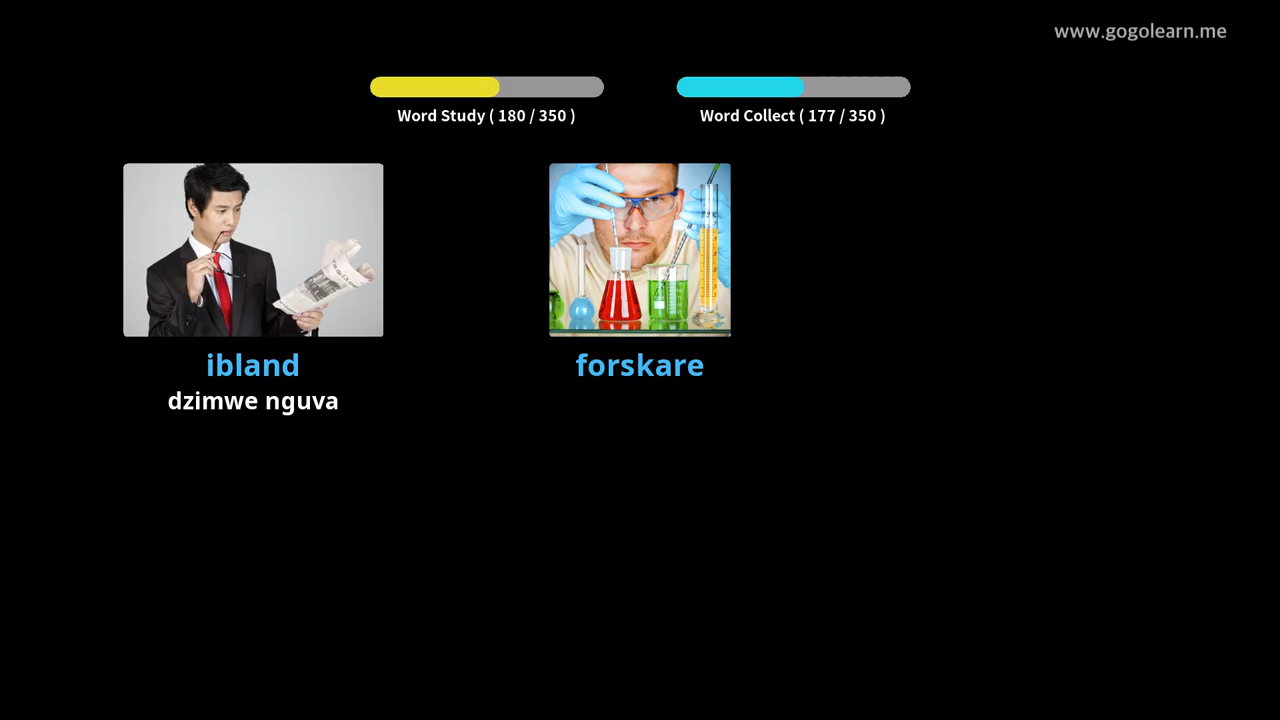 www.gogolearn.me
Word Study ( 180 / 350 )
Word Collect ( 177 / 350 )
ibland
dzimwe nguva
forskare